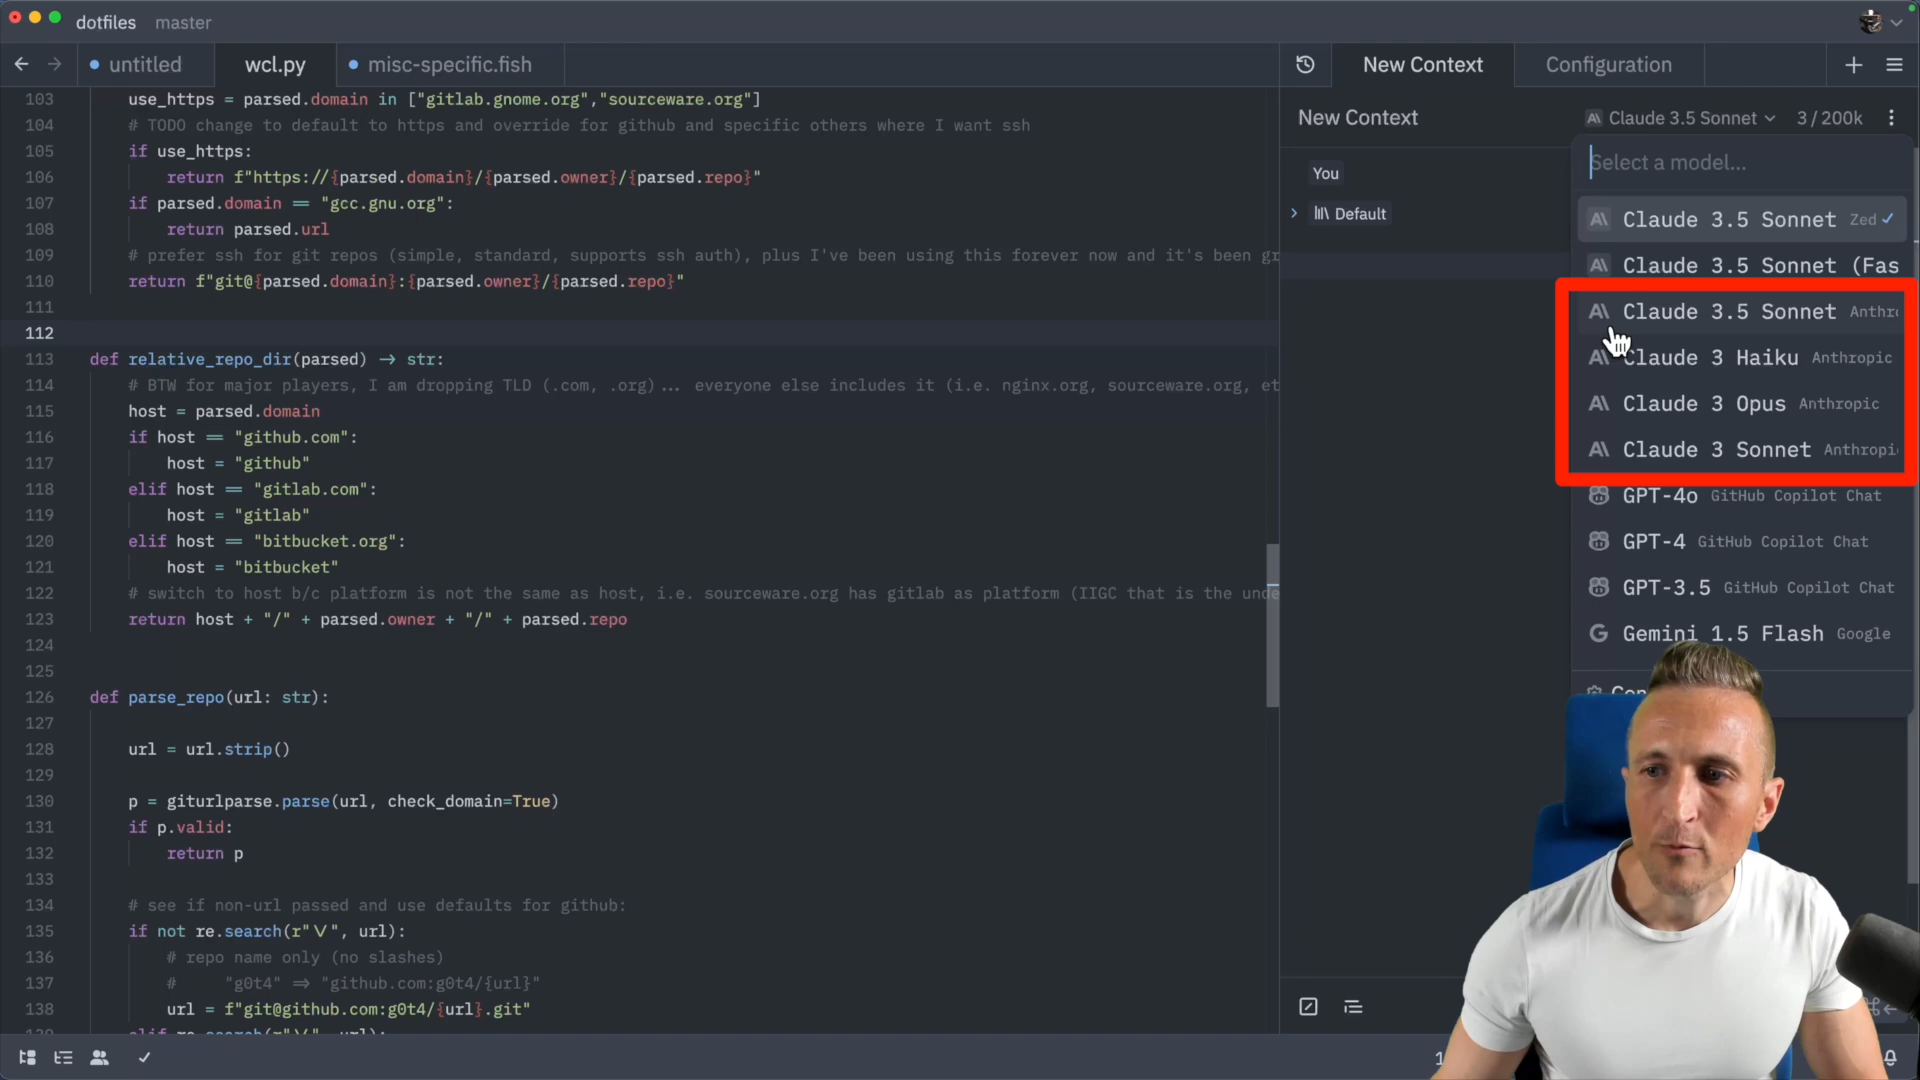 dotfiles master
untitled
wcl.py
misc-specific.fish
New Context
Configuration
103 use_https = parsed.domain in ["gitlab.gnome.org","sourceware.org"]
104 # TODO change to default to https and override for github and specific others where I want ssh
105 if use_https:
106 return f"https://{parsed.domain}/{parsed.owner}/{parsed.repo}"
107 if parsed.domain == "gcc.gnu.org":
108 return parsed.url
109 # prefer ssh for git repos (simple, standard, supports ssh auth), plus I've been using this forever now and it's been gr
110 return f"git@{parsed.domain}:{parsed.owner}/{parsed.repo}"
111
112
113 def relative_repo_dir(parsed) → str:
114 # BTW for major players, I am dropping TLD (.com, .org)... everyone else includes it (i.e. nginx.org, sourceware.org, et
115 host = parsed.domain
116 if host == "github.com":
117 host = "github"
118 elif host == "gitlab.com":
119 host = "gitlab"
120 elif host == "bitbucket.org":
121 host = "bitbucket"
122 # switch to host b/c platform is not the same as host, i.e. sourceware.org has gitlab as platform (IIGC that is the unde
123 return host + "/" + parsed.owner + "/" + parsed.repo
124
125
126 def parse_repo(url: str):
127
128 url = url.strip()
129
130 p = giturlparse.parse(url, check_domain=True)
131 if p.valid:
132 return p
133
134 # see if non-url passed and use defaults for github:
135 if not re.search(r"\/", url):
136 # repo name only (no slashes)
137 # "g0t4" ⇒ "github.com:g0t4/{url}"
138 url = f"git@github.com:g0t4/{url}.git"
New Context
Claude 3.5 Sonnet 3 / 200k
You
Default
Select a model...
Claude 3.5 Sonnet Zed
Claude 3.5 Sonnet (Fas
Claude 3.5 Sonnet Anthro
Claude 3 Haiku Anthropic
Claude 3 Opus Anthropic
Claude 3 Sonnet Anthropi
GPT-4o GitHub Copilot Chat
GPT-4 GitHub Copilot Chat
GPT-3.5 GitHub Copilot Chat
Gemini 1.5 Flash Google